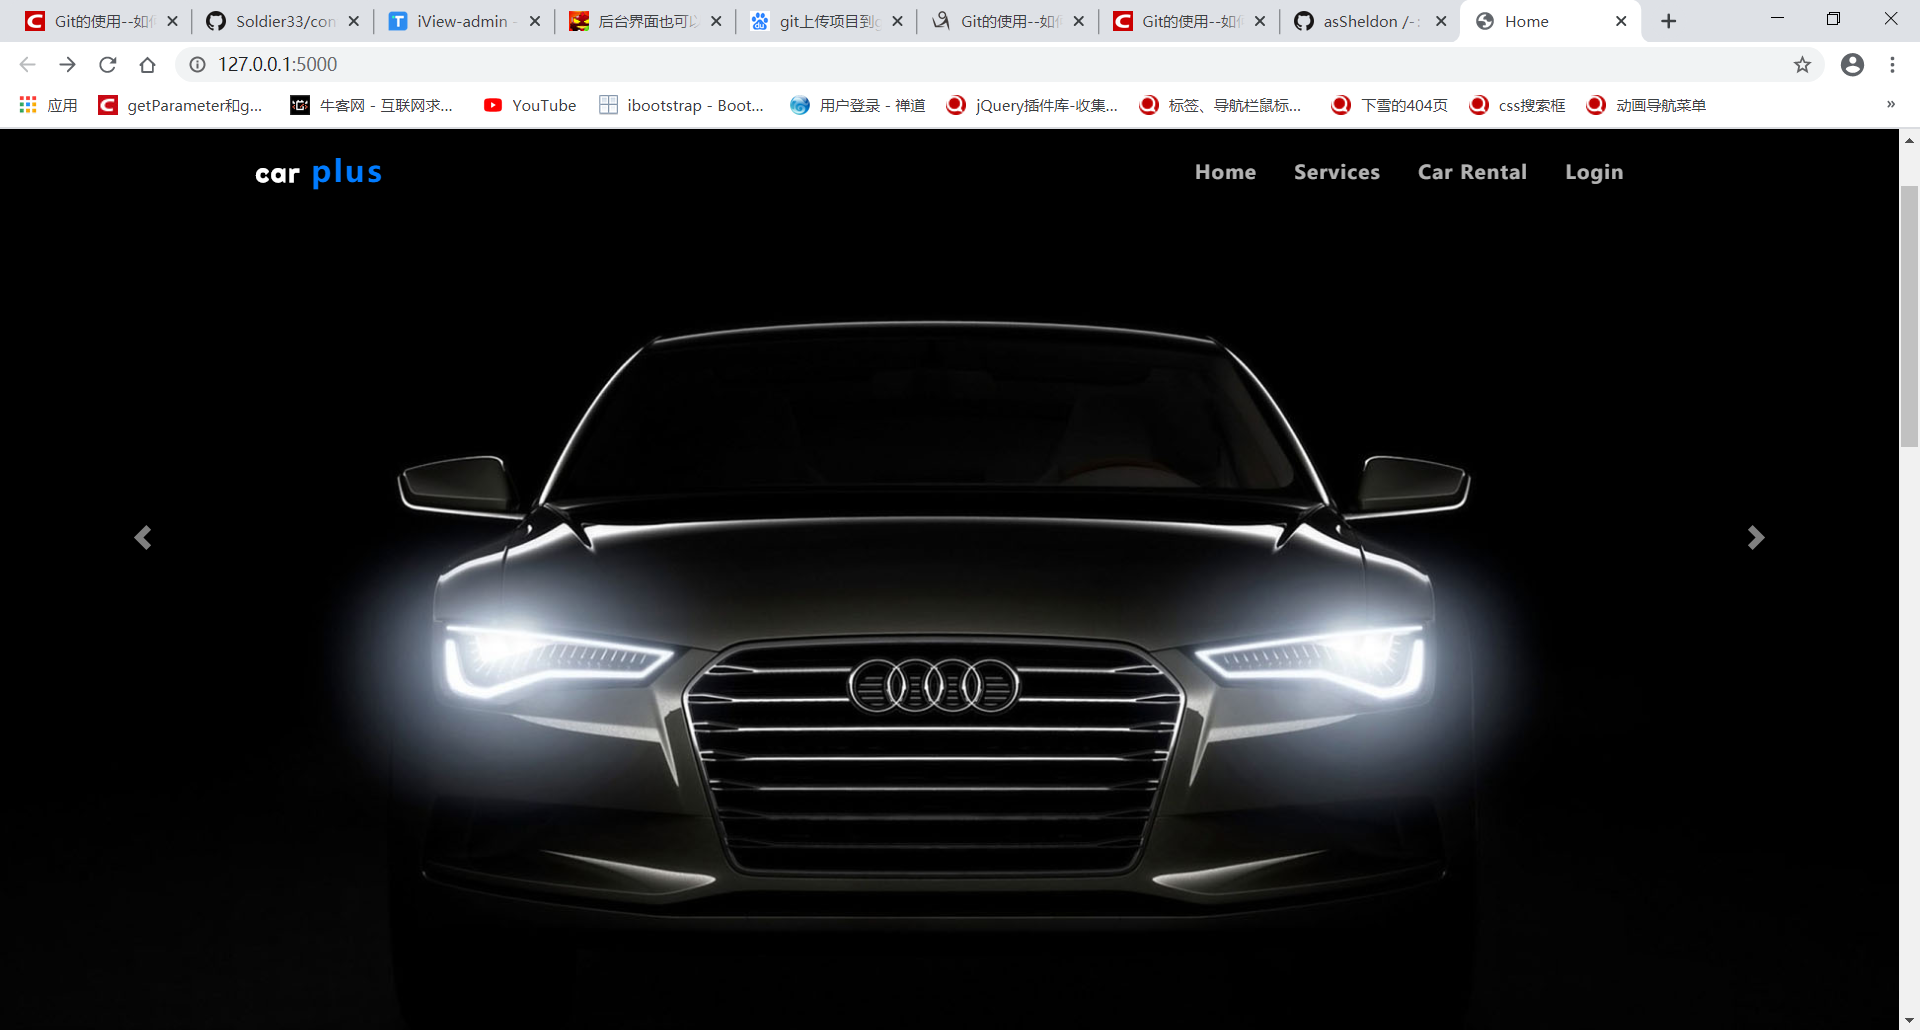 Git的使用--如何
Soldier33/con
iView-admin -
后台界面也可以
git上传项目到g
Git的使用--如何
Git的使用--如何
asSheldon /-
Home
127.0.0.1:5000
应用
getParameter和g...
牛客网 - 互联网求...
YouTube
ibootstrap - Boot...
用户登录 - 禅道
jQuery插件库-收集...
标签、导航栏鼠标...
下雪的404页
css搜索框
动画导航菜单
»
car plus
Home
Services
Car Rental
Login